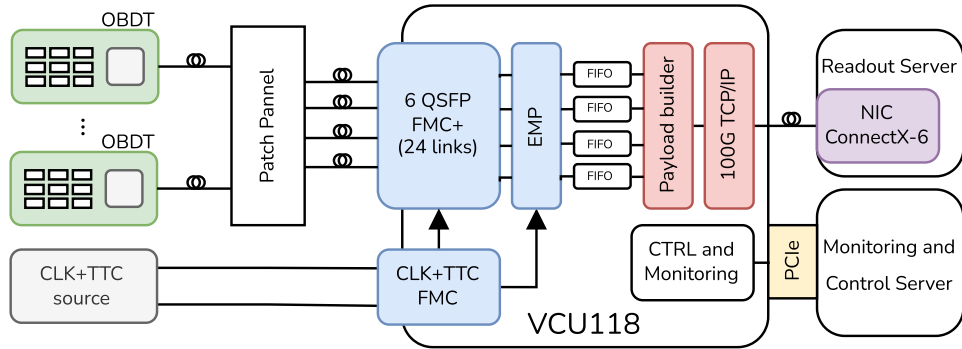 OBDT
OBDT
Patch Pannel
6 QSFP
FMC+
(24 links)
EMP
FIFO
FIFO
FIFO
FIFO
Payload builder
100G TCP/IP
Readout Server
NIC
ConnectX-6
CLK+TTC
source
CLK+TTC
FMC
CTRL and
Monitoring
PCIe
Monitoring and
Control Server
VCU118